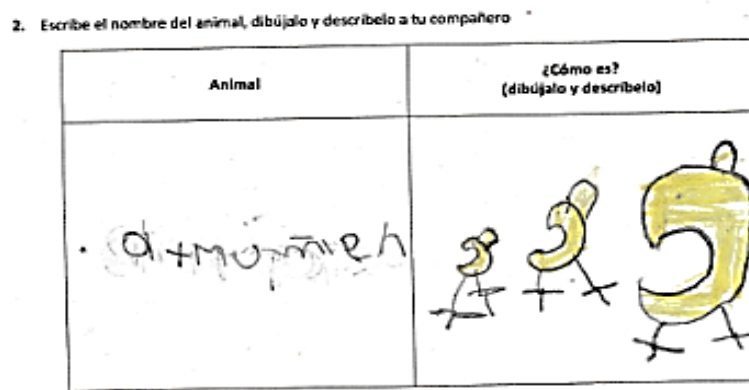 2. Escribe el nombre del animal, dibújalo y descríbelo a tu compañero
Animal
¿Cómo es?
(dibújalo y descríbelo)